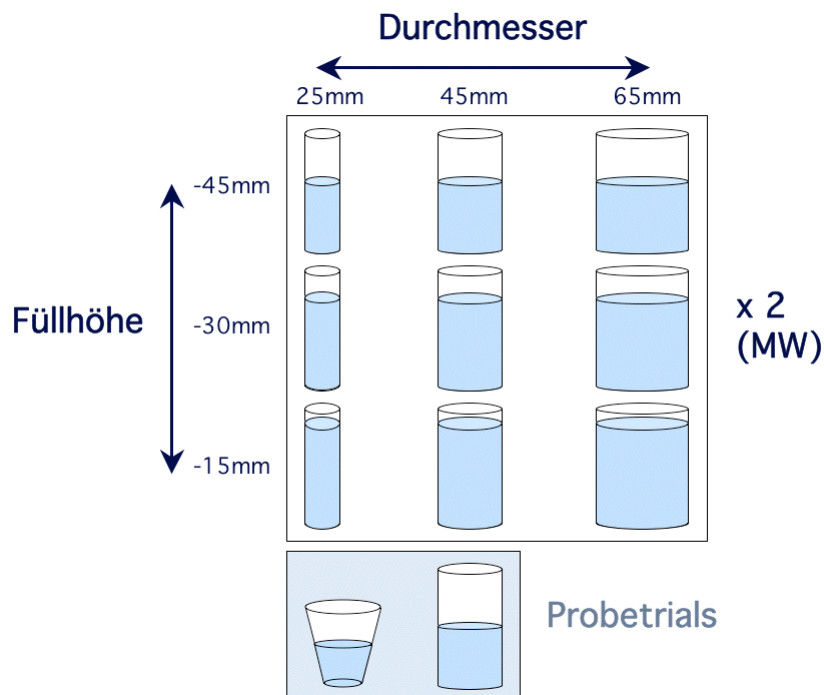 Durchmesser
25mm 45mm 65mm
-45mm
Füllhöhe
-30mm
x 2
(MW)
-15mm
Probetrials